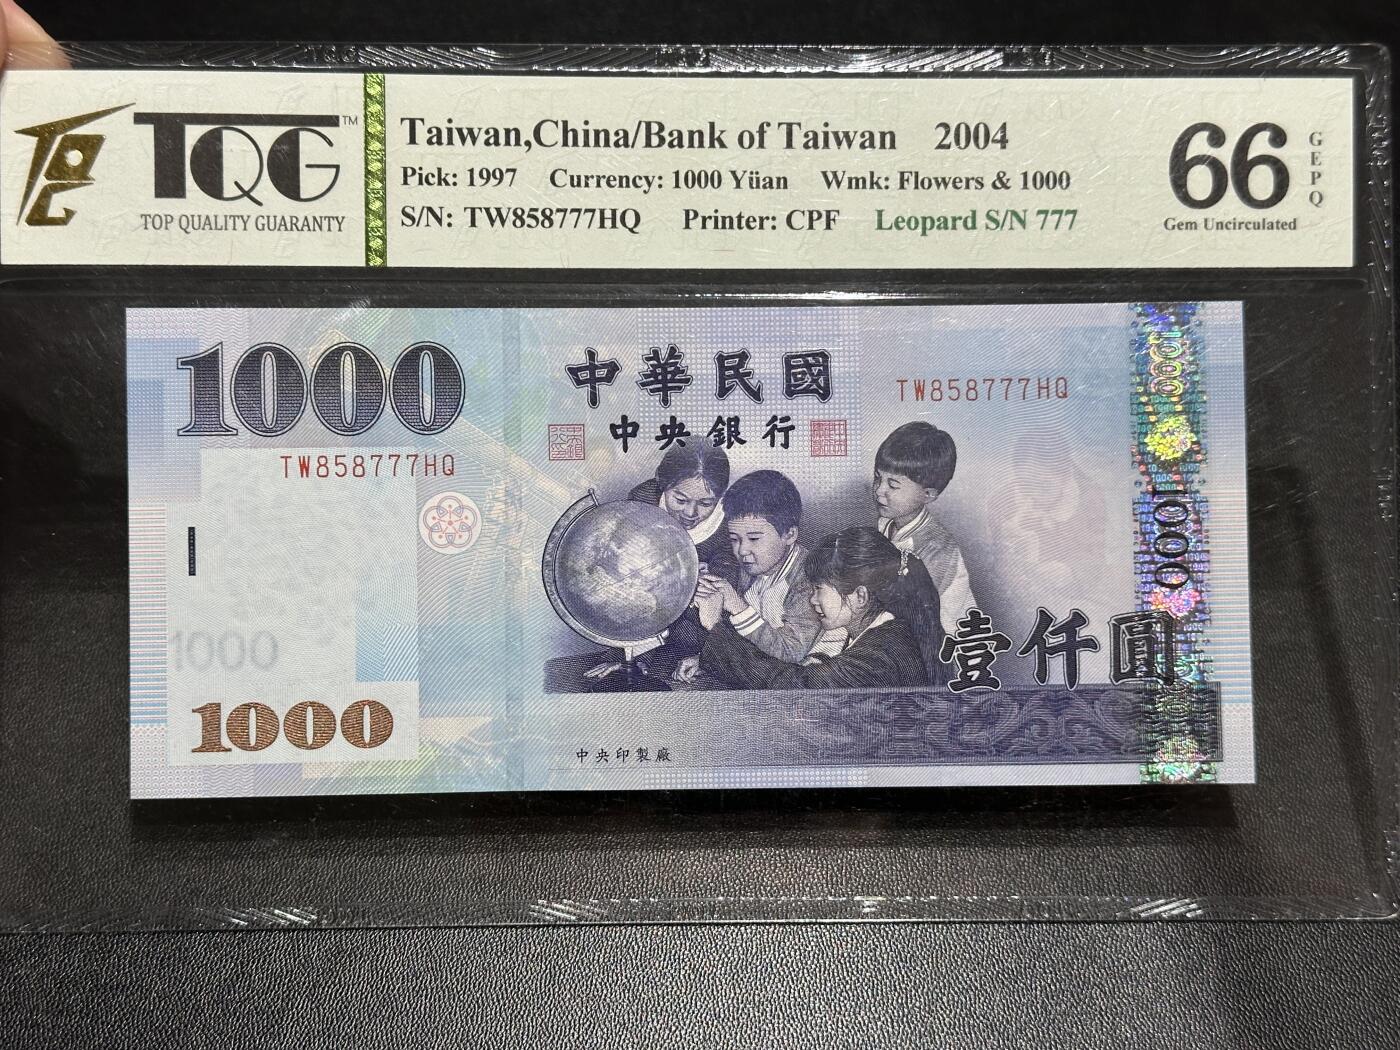 TQG™
TOP QUALITY GUARANTY
Taiwan,China/Bank of Taiwan 2004
Pick: 1997 Currency: 1000 Yüan Wmk: Flowers & 1000
S/N: TW858777HQ Printer: CPF Leopard S/N 777
66
GEPQ
Gem Uncirculated
1000
中華民國
TW858777HQ
中央銀行
TW858777HQ
1000
1000
1000
壹仟圓
1000
中央印製廠